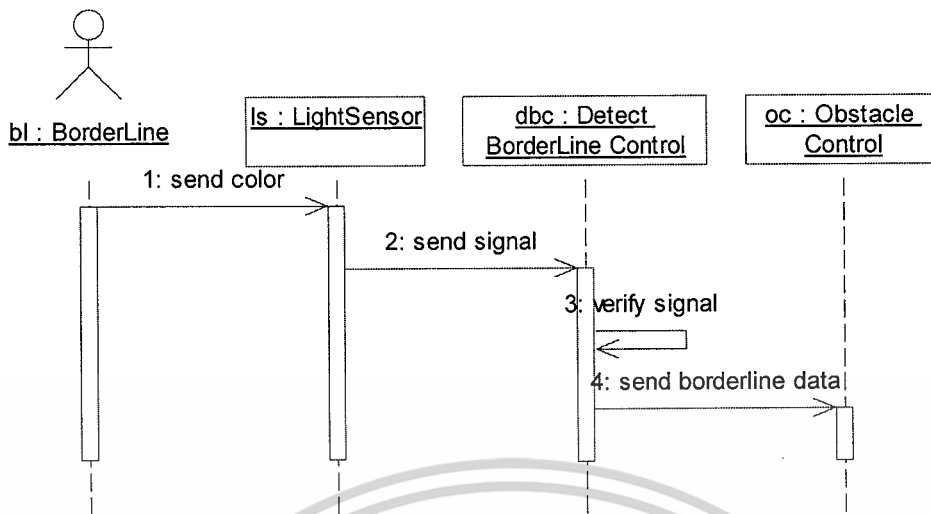 bl : BorderLine
ls : LightSensor
dbc : Detect
BorderLine Control
oc : Obstacle
Control
1: send color
2: send signal
3: verify signal
4: send borderline data